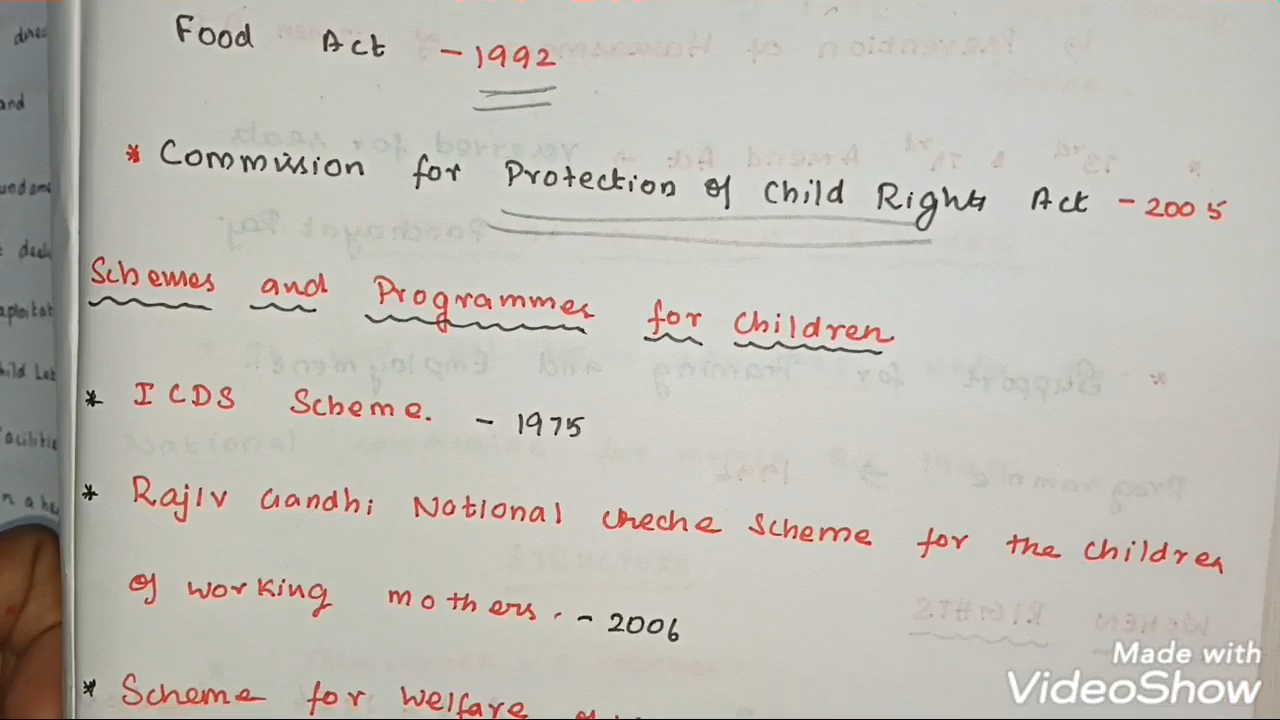 Food Act - 1992
* Commission for Protection of Child Rights Act - 2005
Schemes and Programmes for Children
* ICDS Scheme. - 1975
* Rajiv Gandhi National Creche Scheme for the Children
of working mothers. - 2006
* Scheme for welfare
Made with
VideoShow